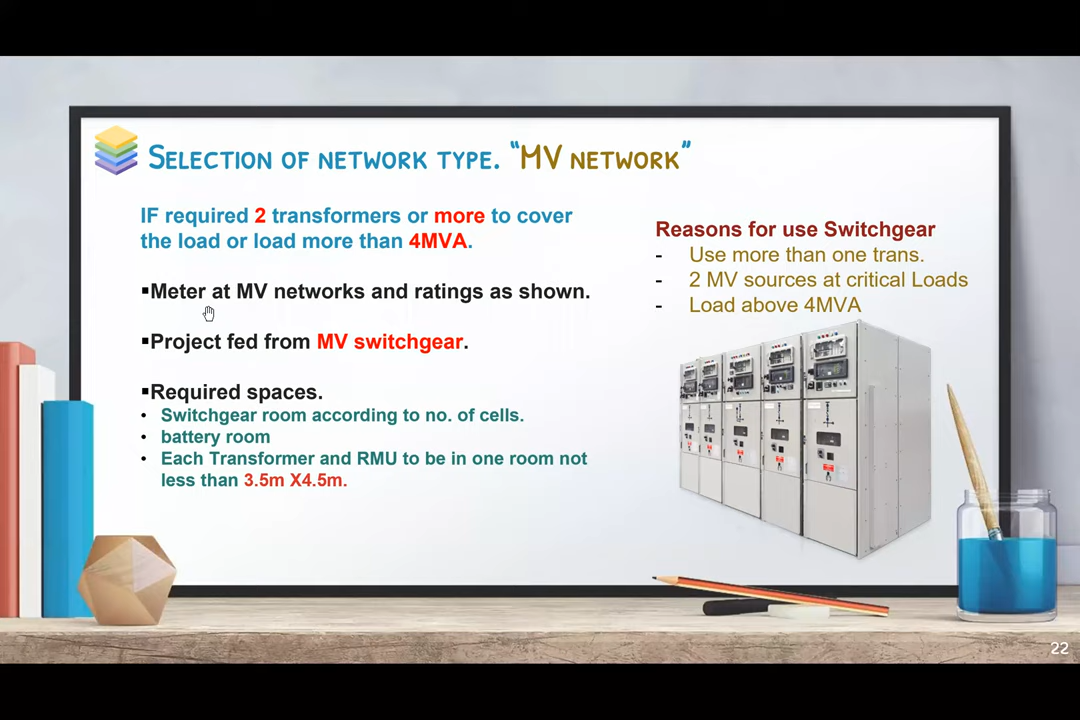 Selection of network type. "MV network"
IF required 2 transformers or more to cover
the load or load more than 4MVA.
▪Meter at MV networks and ratings as shown.
▪Project fed from MV switchgear.
▪Required spaces.
• Switchgear room according to no. of cells.
• battery room
• Each Transformer and RMU to be in one room not
less than 3.5m X4.5m.
Reasons for use Switchgear
- Use more than one trans.
- 2 MV sources at critical Loads
- Load above 4MVA
22